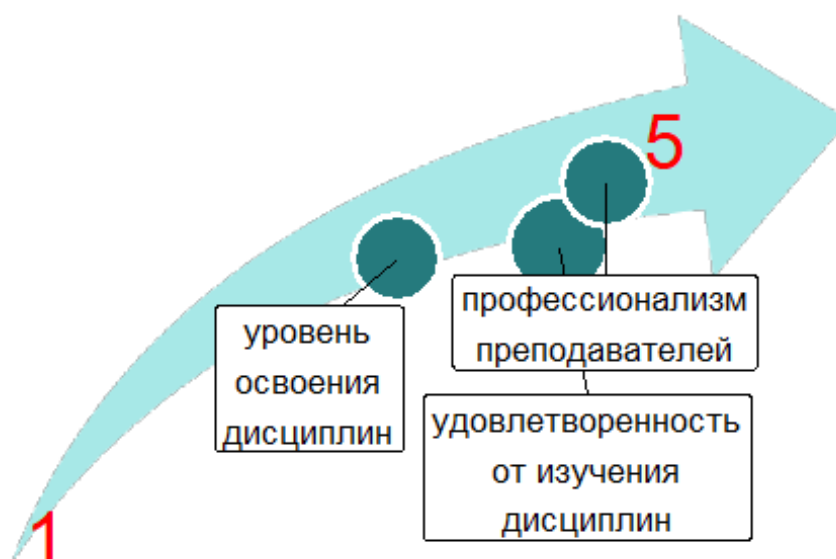 5
профессионализм
преподавателей
уровень
освоения
дисциплин
удовлетворенность
от изучения
дисциплин
1